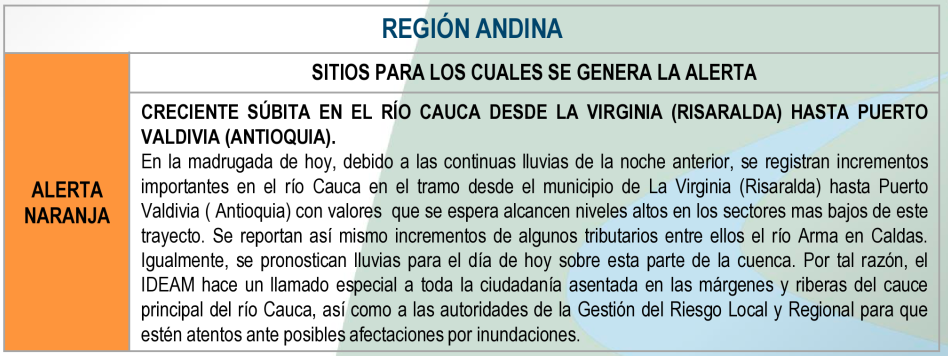 REGIÓN ANDINA
SITIOS PARA LOS CUALES SE GENERA LA ALERTA
ALERTA
NARANJA
CRECIENTE SÚBITA EN EL RÍO CAUCA DESDE LA VIRGINIA (RISARALDA) HASTA PUERTO
VALDIVIA (ANTIOQUIA).
En la madrugada de hoy, debido a las continuas lluvias de la noche anterior, se registran incrementos
importantes en el río Cauca en el tramo desde el municipio de La Virginia (Risaralda) hasta Puerto
Valdivia ( Antioquia) con valores  que se espera alcancen niveles altos en los sectores mas bajos de este
trayecto. Se reportan así mismo incrementos de algunos tributarios entre ellos el río Arma en Caldas.
Igualmente, se pronostican lluvias para el día de hoy sobre esta parte de la cuenca. Por tal razón, el
IDEAM hace un llamado especial a toda la ciudadanía asentada en las márgenes y riberas del cauce
principal del río Cauca, así como a las autoridades de la Gestión del Riesgo Local y Regional para que
estén atentos ante posibles afectaciones por inundaciones.